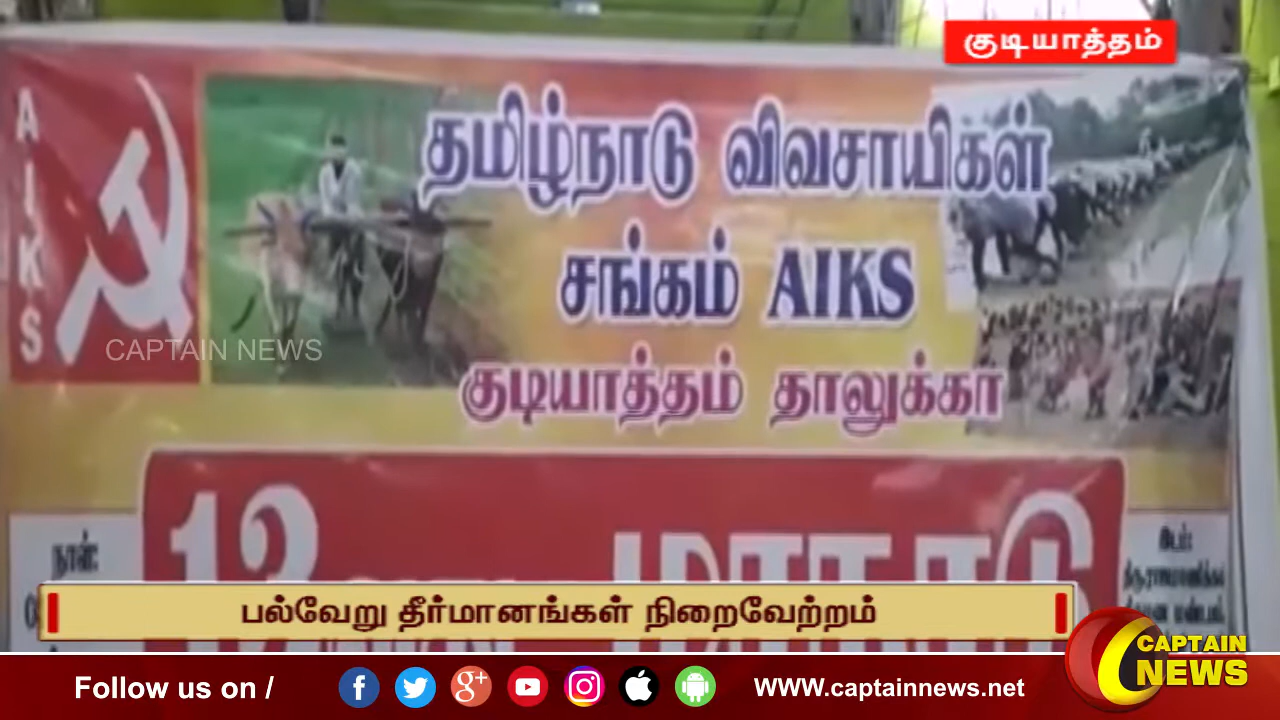 குடியாத்தம்
AIKS
தமிழ்நாடு விவசாயிகள்
சங்கம் AIKS
குடியாத்தம் தாலுக்கா
CAPTAIN NEWS
மாநாடு
நாள்:
இடம்:
பல்வேறு தீர்மானங்கள் நிறைவேற்றம்
CAPTAIN
NEWS
Follow us on /
WWW.captainnews.net